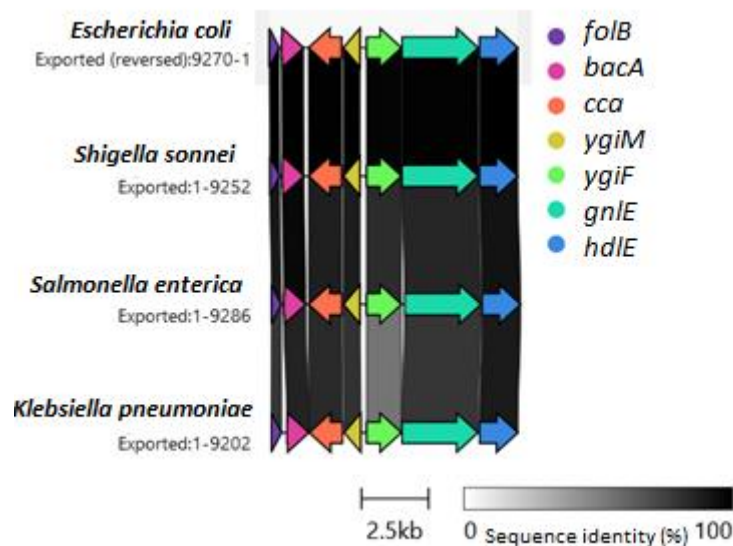 Escherichia coli
Exported (reversed):9270-1
Shigella sonnei
Exported:1-9252
Salmonella enterica
Exported:1-9286
Klebsiella pneumoniae
Exported:1-9202
folB
bacA
cca
ygiM
ygiF
gnlE
hdlE
2.5kb
0 Sequence identity (%) 100